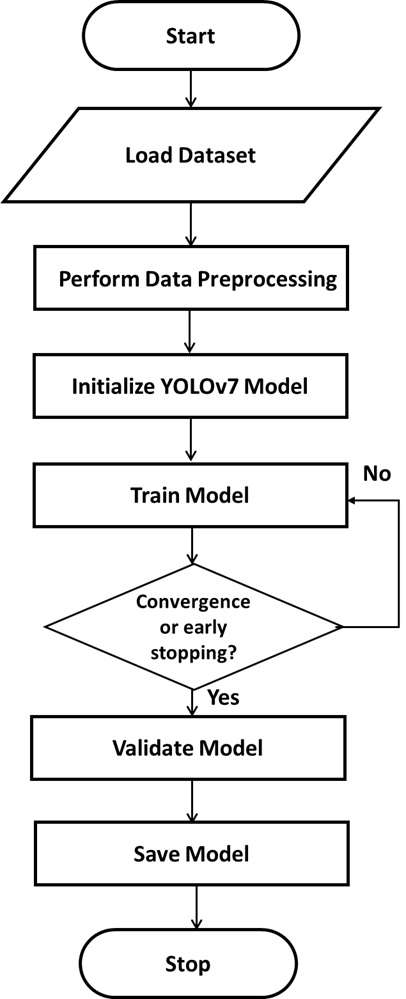 Start
Load Dataset
Perform Data Preprocessing
Initialize YOLOv7 Model
Train Model
No
Convergence
or early
stopping?
Yes
Validate Model
Save Model
Stop